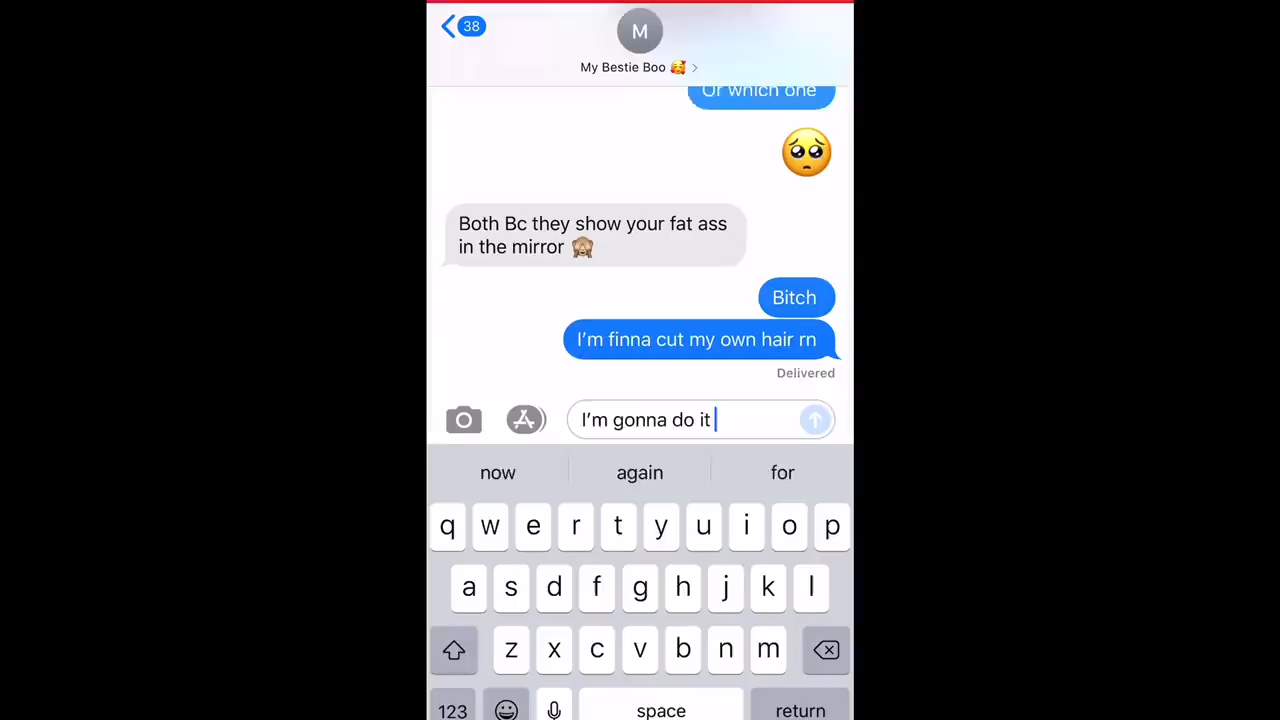 38
M
My Bestie Boo 🥰 >
Or which one
🥺
Both Bc they show your fat ass
in the mirror 🙈
Bitch
I'm finna cut my own hair rn
Delivered
I'm gonna do it
now again for
q w e r t y u i o p
a s d f g h j k l
z x c v b n m
123 space return